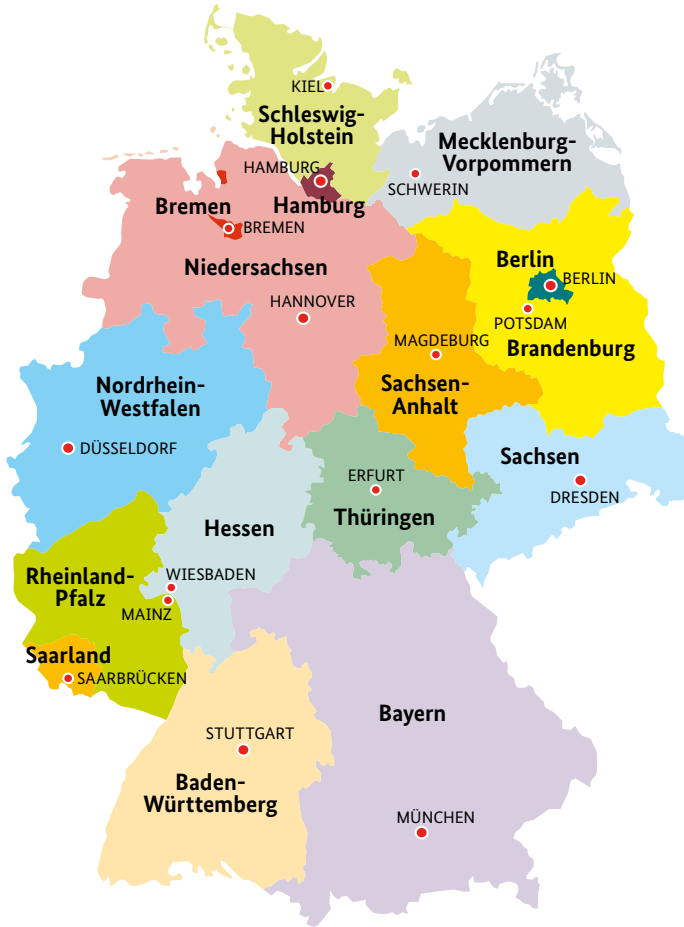 KIEL
Schleswig-
Holstein
Mecklenburg-
Vorpommern
HAMBURG
SCHWERIN
Hamburg
Bremen
BREMEN
Niedersachsen
Berlin
BERLIN
HANNOVER
POTSDAM
Brandenburg
MAGDEBURG
Sachsen-
Anhalt
Nordrhein-
Westfalen
DÜSSELDORF
Sachsen
DRESDEN
ERFURT
Thüringen
Hessen
WIESBADEN
Rheinland-
Pfalz
MAINZ
Saarland
SAARBRÜCKEN
Bayern
STUTTGART
Baden-
Württemberg
MÜNCHEN